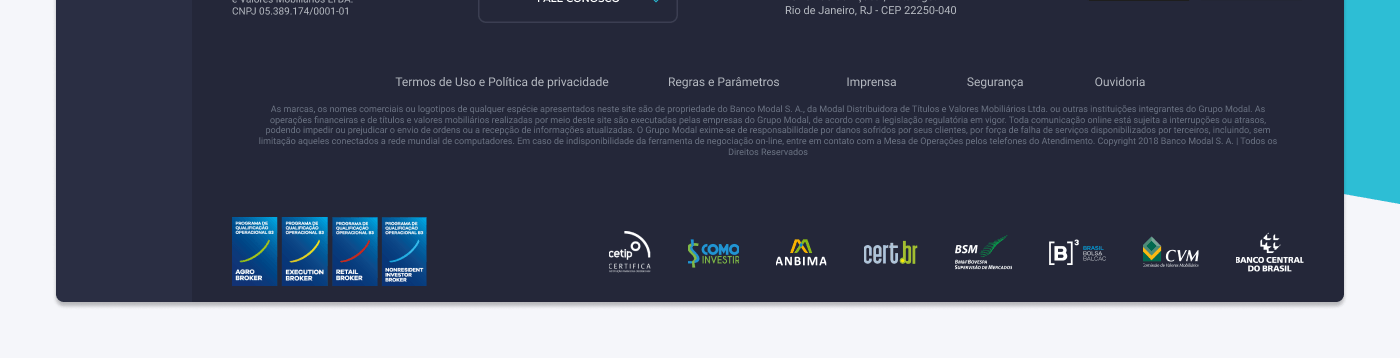 e Valores Mobiliários LTDA.
CNPJ 05.389.174/0001-01
FALE CONOSCO
Rio de Janeiro, RJ - CEP 22250-040
Termos de Uso e Política de privacidade
Regras e Parâmetros
Imprensa
Segurança
Ouvidoria
As marcas, os nomes comerciais ou logotipos de qualquer espécie apresentados neste site são de propriedade do Banco Modal S. A., da Modal Distribuidora de Títulos e Valores Mobiliários Ltda. ou outras instituições integrantes do Grupo Modal. As
operações financeiras e de títulos e valores mobiliários realizadas por meio deste site são executadas pelas empresas do Grupo Modal, de acordo com a legislação regulatória em vigor. Toda comunicação online está sujeita a interrupções ou atrasos,
podendo impedir ou prejudicar o envio de ordens ou a recepção de informações atualizadas. O Grupo Modal exime-se de responsabilidade por danos sofridos por seus clientes, por força de falha de serviços disponibilizados por terceiros, incluindo, sem
limitação aqueles conectados a rede mundial de computadores. Em caso de indisponibilidade da ferramenta de negociação on-line, entre em contato com a Mesa de Operações pelos telefones do Atendimento. Copyright 2018 Banco Modal S. A. | Todos os
Direitos Reservados
PROGRAMA DE
QUALIFICAÇÃO
OPERACIONAL B3
AGRO
BROKER
PROGRAMA DE
QUALIFICAÇÃO
OPERACIONAL B3
EXECUTION
BROKER
PROGRAMA DE
QUALIFICAÇÃO
OPERACIONAL B3
RETAIL
BROKER
PROGRAMA DE
QUALIFICAÇÃO
OPERACIONAL B3
NONRESIDENT
INVESTOR
BROKER
cetip
CERTIFICA
COMO
INVESTIR
ANBIMA
cert.br
BSM
BM&FBOVESPA
SUPERVISÃO DE MERCADOS
[B]³
BRASIL
BOLSA
BALCÃO
CVM
Comissão de Valores Mobiliários
BANCO CENTRAL
DO BRASIL